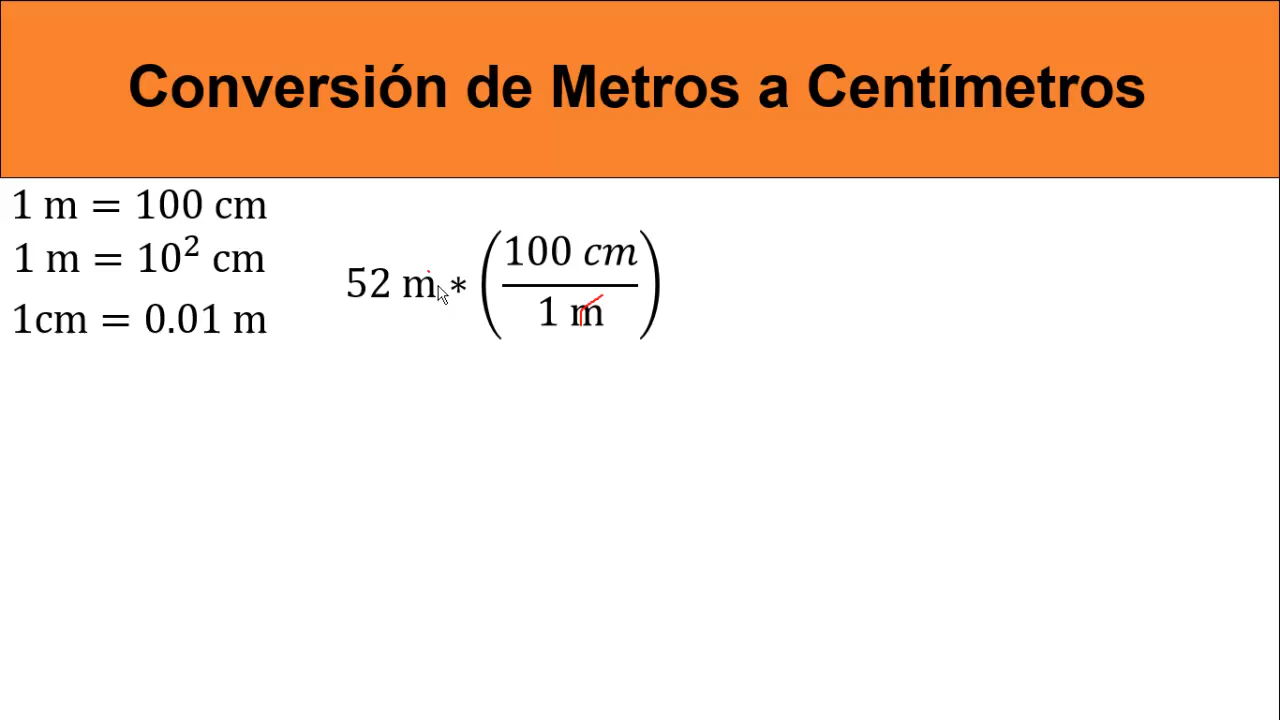 Conversión de Metros a Centímetros
1 m = 100 cm
1 m = 10² cm
1cm = 0.01 m
52 m * (100 cm / 1 m)